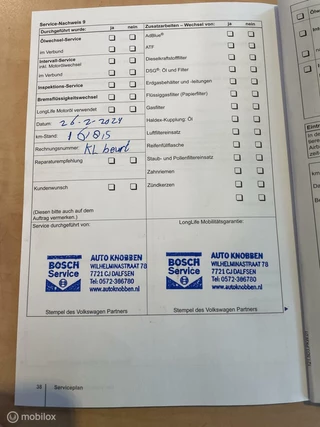 Service-Nachweis 8
Durchgeführt wurde: ja nein
Ölwechsel-Service
im Verbund
Intervall-Service
inkl. Motorölwechsel
im Verbund
Inspektions-Service
Bremsflüssigkeitswechsel
LongLife Motoröl verwendet
Datum: 26-2-2024
km-Stand:
Rechnungsnummer: KL beurt
Reparaturempfehlung
Kundenwunsch
(Diesen bitte auch auf dem
Auftrag vermerken.)
Service durchgeführt von:
BOSCH
Service
AUTO KNOBBEN
WILHELMINASTRAAT 78
7721 CJ DALFSEN
Tel: 0572-386780
www.autoknobben.nl
Stempel des Volkswagen Partners
Zusatzarbeiten – Wechsel von: ja nein
AdBlue®
ATF
Dieselkraftstofffilter
DSG®: Öl und Filter
Erdgasbehälter und -leitungen
Flüssiggasfilter (Papierfilter)
Gasfilter
Haldex-Kupplung: Öl
Luftfiltereinsatz
Reifenfüllflasche
Staub- und Pollenfiltereinsatz
Zahnriemen
Zündkerzen
LongLife Mobilitätsgarantie:
BOSCH
Service
AUTO KNOBBEN
WILHELMINASTRAAT 78
7721 CJ DALFSEN
Tel: 0572-386780
www.autoknobben.nl
Stempel des Volkswagen Partners
38 Serviceplan
© mobilox